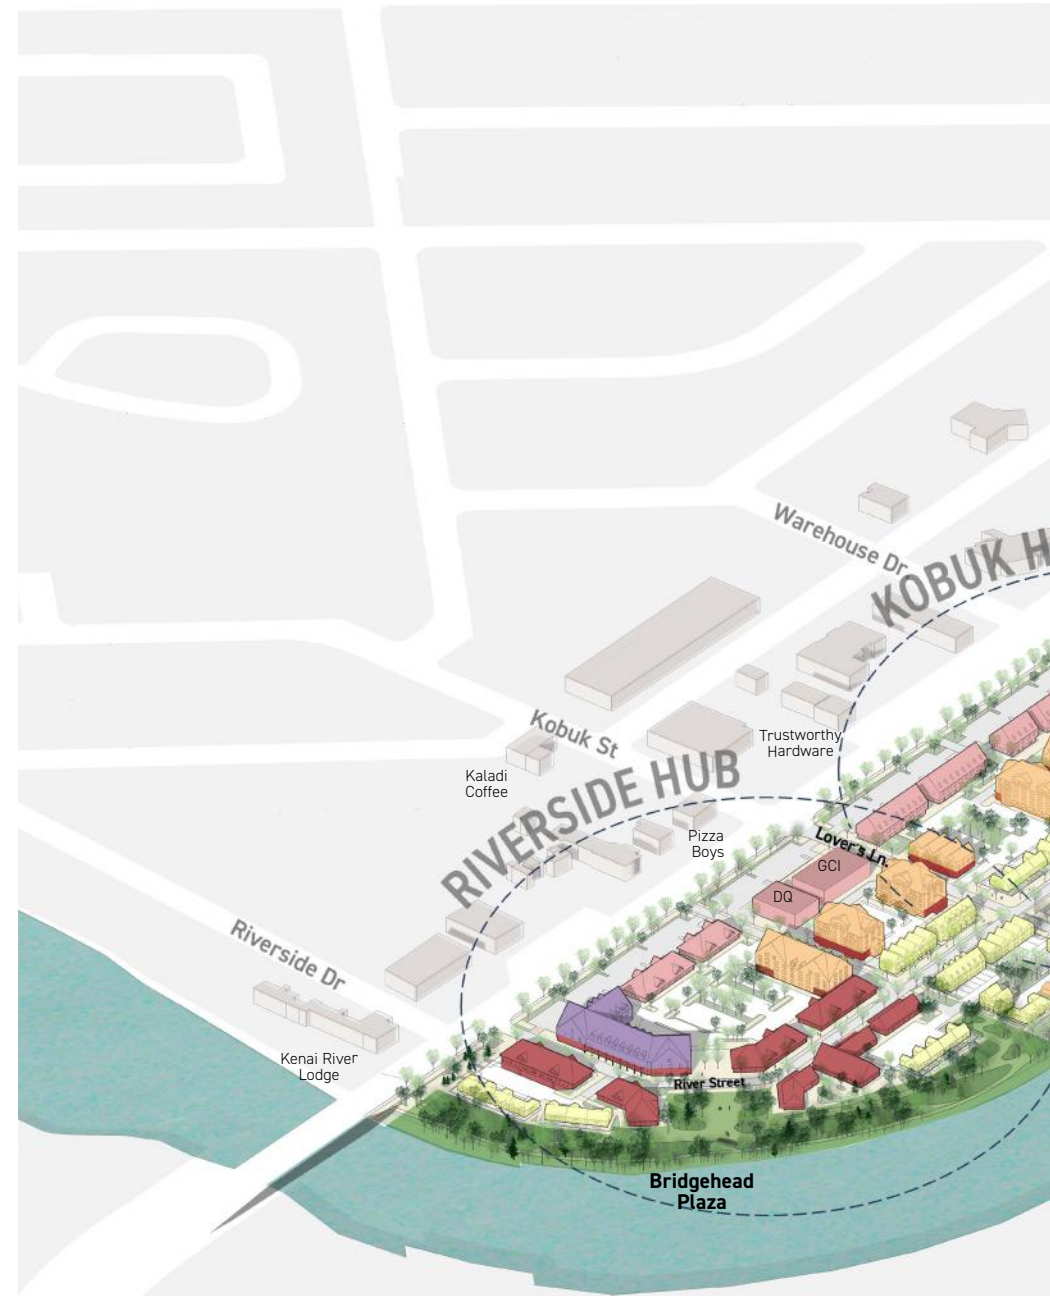 Warehouse Dr
KOBUK H
Kobuk St
Trustworthy
Hardware
RIVERSIDE HUB
Kaladi
Coffee
Pizza
Boys
Lover's Ln.
GCI
DQ
Riverside Dr
Kenai River
Lodge
River Street
Bridgehead
Plaza